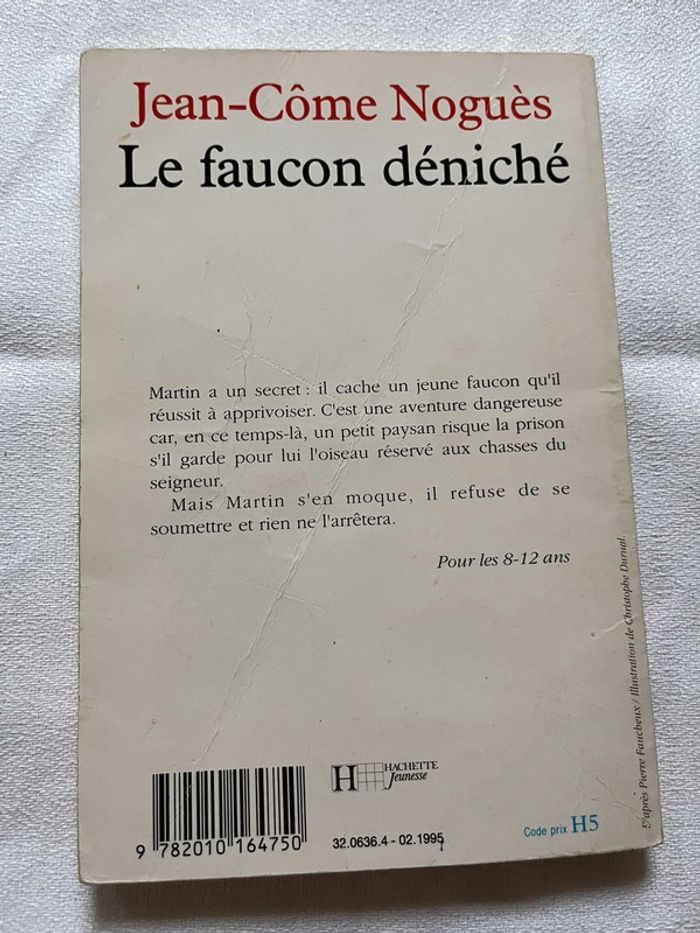 Jean-Côme Noguès
Le faucon déniché
Martin a un secret : il cache un jeune faucon qu'il
réussit à apprivoiser. C'est une aventure dangereuse
car, en ce temps-là, un petit paysan risque la prison
s'il garde pour lui l'oiseau réservé aux chasses du
seigneur.
Mais Martin s'en moque, il refuse de se
soumettre et rien ne l'arrêtera.
Pour les 8-12 ans
D'après Pierre Faucheux / Illustration de Christophe Durual.
H HACHETTE
Jeunesse
9 782010 164750
32.0636.4 - 02.1995
Code prix H5